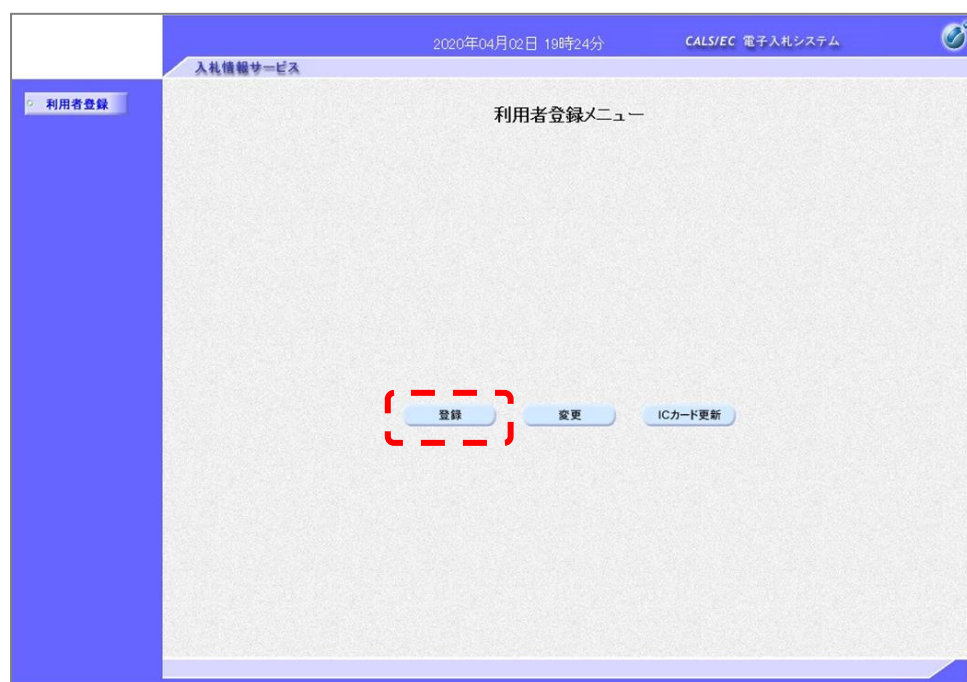 2020年04月02日 19時24分
CALS/EC 電子入札システム
入札情報サービス
利用者登録
利用者登録メニュー
登録
変更
ICカード更新